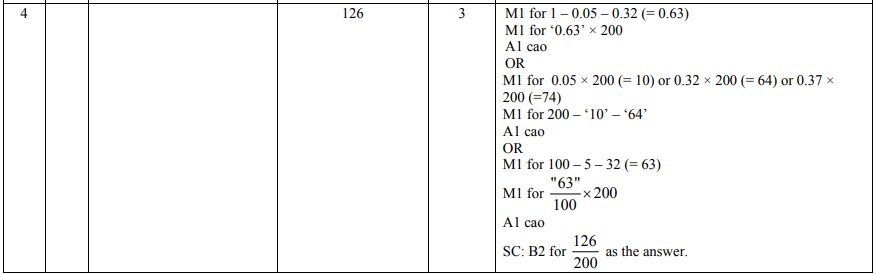 4 126 3 M1 for 1 – 0.05 – 0.32 (= 0.63)
M1 for ‘0.63’ × 200
A1 cao
OR
M1 for 0.05 × 200 (= 10) or 0.32 × 200 (= 64) or 0.37 ×
200 (=74)
M1 for 200 – ‘10’ – ‘64’
A1 cao
OR
M1 for 100 – 5 – 32 (= 63)
M1 for "63"/100 × 200
A1 cao
SC: B2 for 126/200 as the answer.